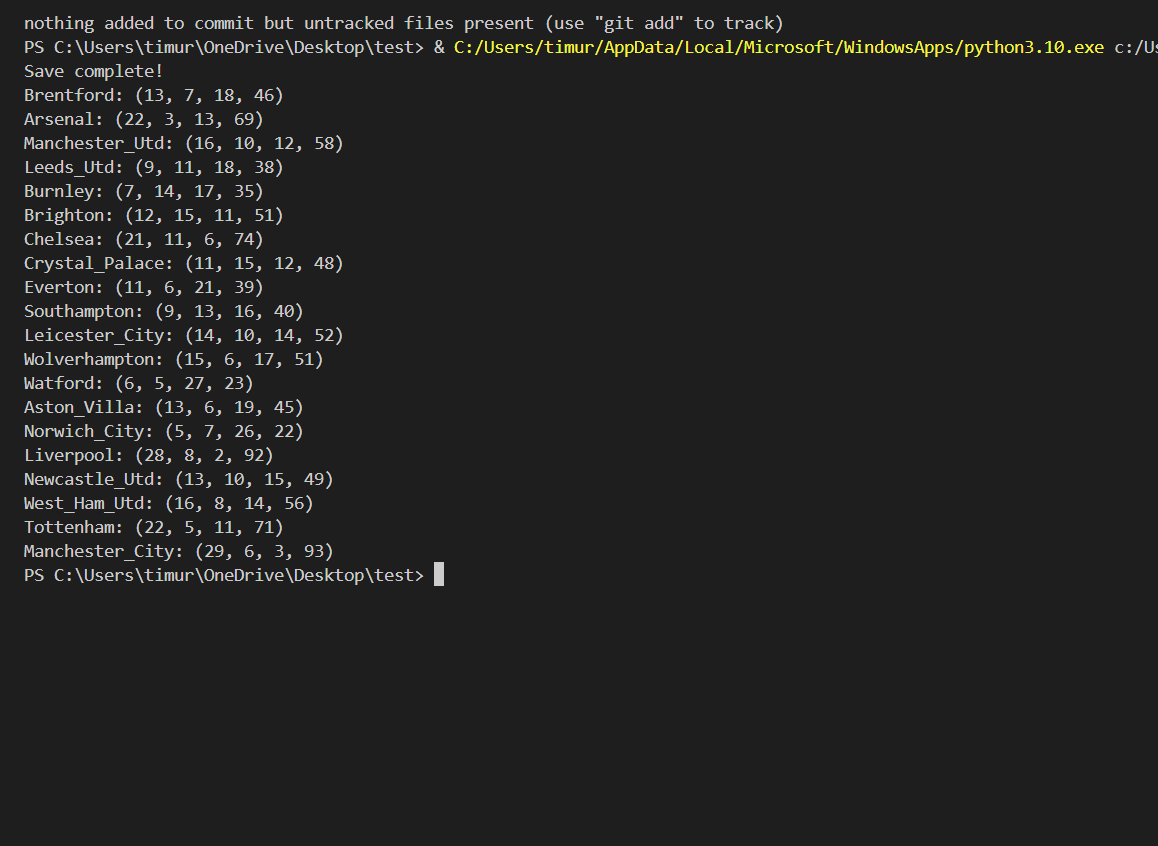 nothing added to commit but untracked files present (use "git add" to track)
PS C:\Users\timur\OneDrive\Desktop\test> & C:/Users/timur/AppData/Local/Microsoft/WindowsApps/python3.10.exe c:/Us
Save complete!
Brentford: (13, 7, 18, 46)
Arsenal: (22, 3, 13, 69)
Manchester_Utd: (16, 10, 12, 58)
Leeds_Utd: (9, 11, 18, 38)
Burnley: (7, 14, 17, 35)
Brighton: (12, 15, 11, 51)
Chelsea: (21, 11, 6, 74)
Crystal_Palace: (11, 15, 12, 48)
Everton: (11, 6, 21, 39)
Southampton: (9, 13, 16, 40)
Leicester_City: (14, 10, 14, 52)
Wolverhampton: (15, 6, 17, 51)
Watford: (6, 5, 27, 23)
Aston_Villa: (13, 6, 19, 45)
Norwich_City: (5, 7, 26, 22)
Liverpool: (28, 8, 2, 92)
Newcastle_Utd: (13, 10, 15, 49)
West_Ham_Utd: (16, 8, 14, 56)
Tottenham: (22, 5, 11, 71)
Manchester_City: (29, 6, 3, 93)
PS C:\Users\timur\OneDrive\Desktop\test>